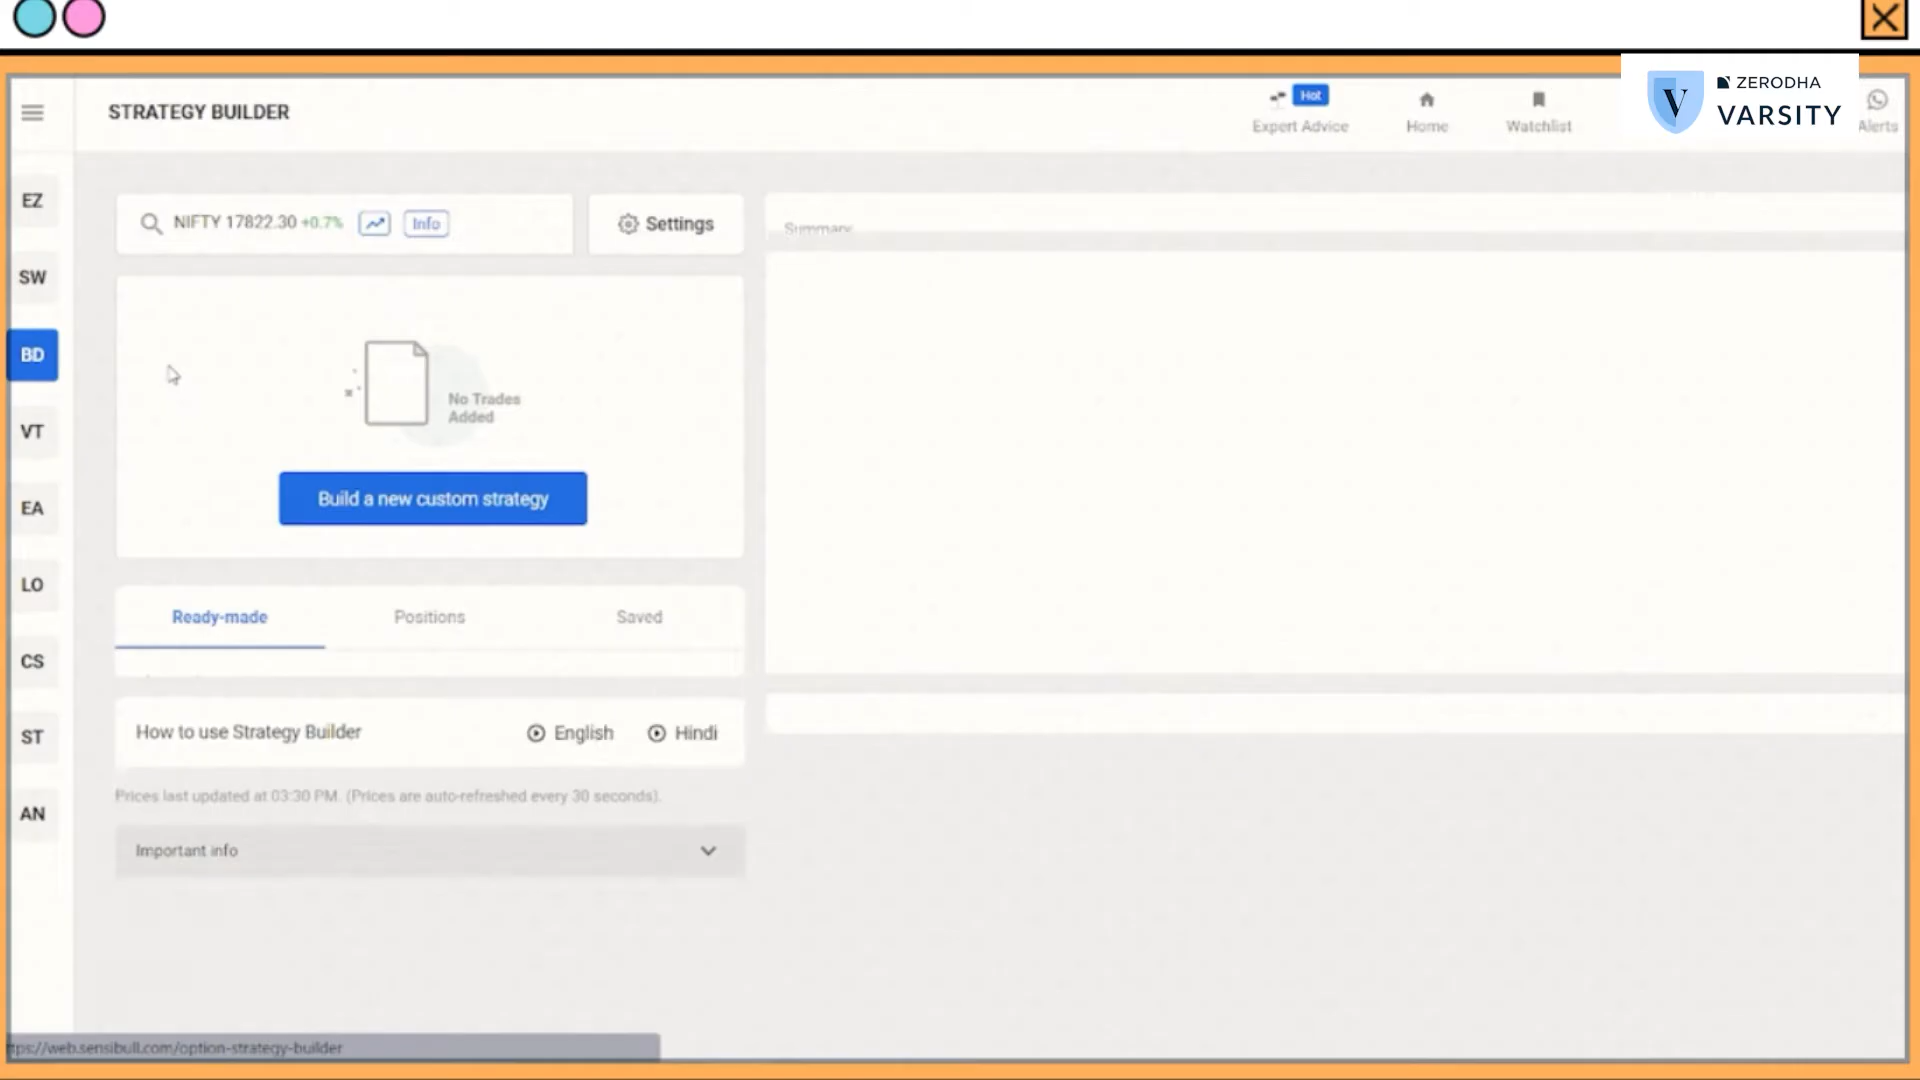 ZERODHA
VARSITY
STRATEGY BUILDER
Hot
Expert Advice
Home
Watchlist
Alerts
EZ
SW
BD
VT
EA
LO
CS
ST
AN
NIFTY 17822.30 +0.7%
Info
Settings
Summary
No Trades
Added
Build a new custom strategy
Ready-made
Positions
Saved
How to use Strategy Builder
English
Hindi
Prices last updated at 03:30 PM. (Prices are auto-refreshed every 30 seconds).
Important info
tps://web.sensibull.com/option-strategy-builder